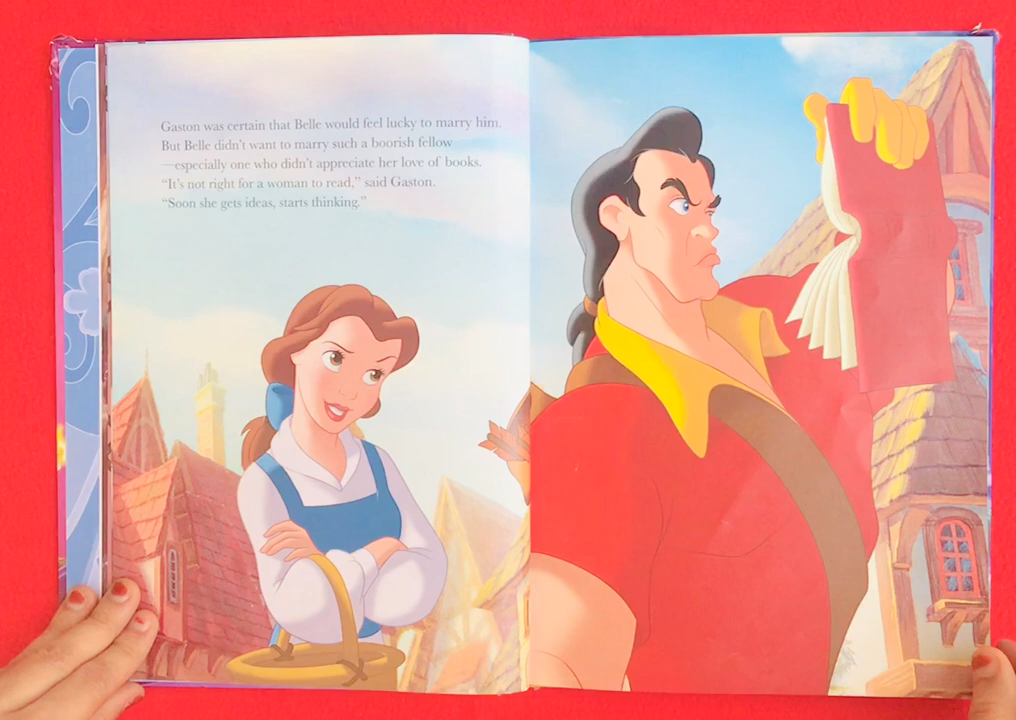 Gaston was certain that Belle would feel lucky to marry him.
But Belle didn't want to marry such a boorish fellow
—especially one who didn't appreciate her love of books.
“It's not right for a woman to read,” said Gaston.
“Soon she gets ideas, starts thinking.”